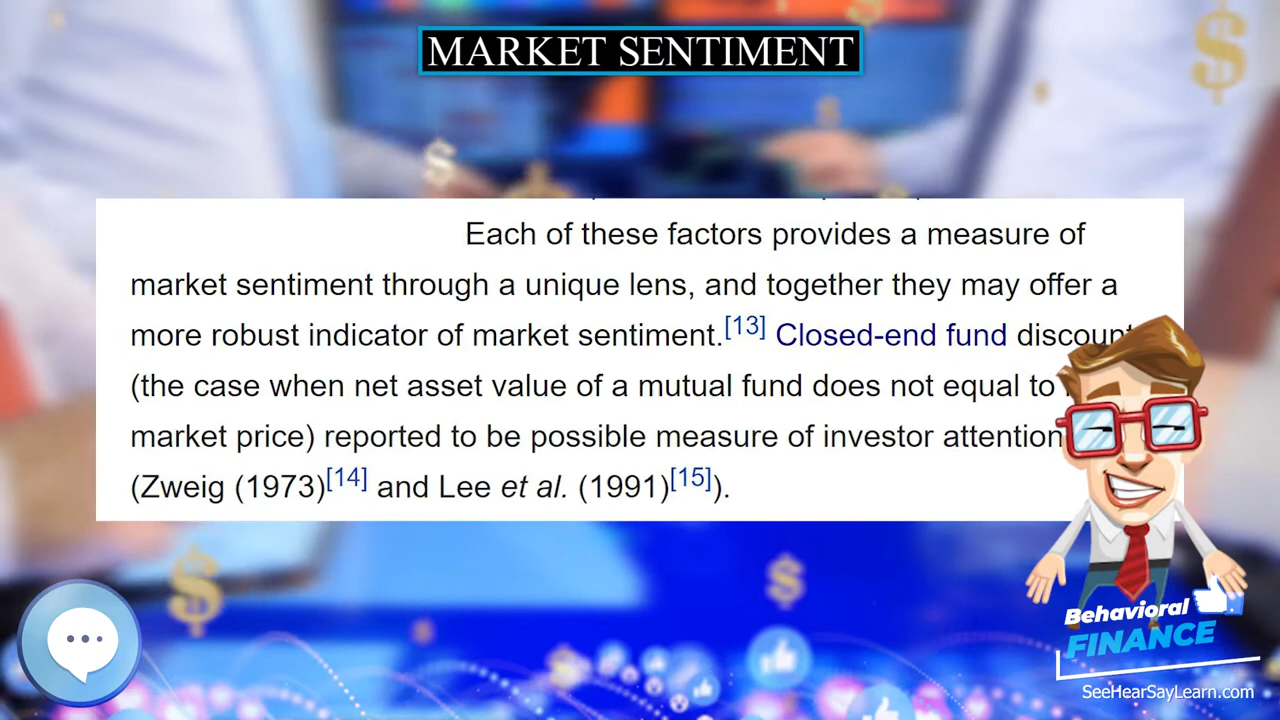 MARKET SENTIMENT
Each of these factors provides a measure of
market sentiment through a unique lens, and together they may offer a
more robust indicator of market sentiment.[13] Closed-end fund discount
(the case when net asset value of a mutual fund does not equal to
market price) reported to be possible measure of investor attention
(Zweig (1973)[14] and Lee et al. (1991)[15]).
Behavioral
FINANCE
SeeHearSayLearn.com